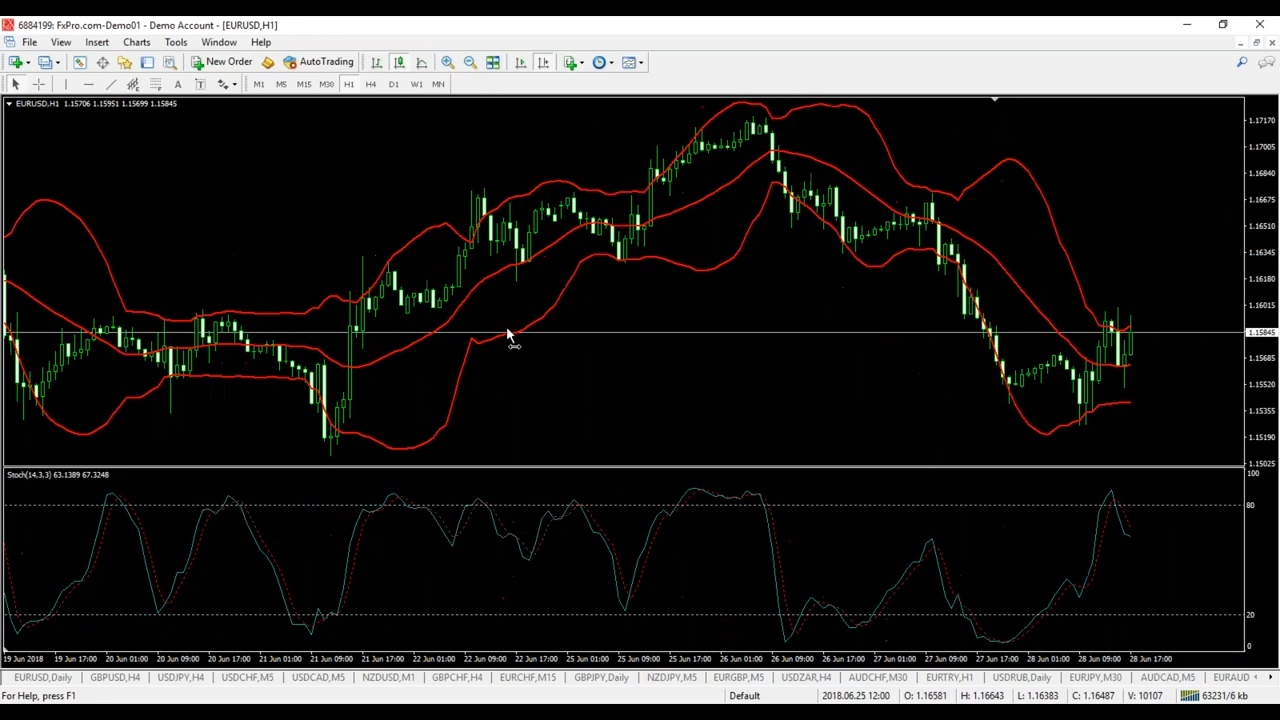 6884199: FxPro.com-Demo01 - Demo Account - [EURUSD,H1]
File View Insert Charts Tools Window Help
New Order AutoTrading
A T M1 M5 M15 M30 H1 H4 D1 W1 MN
EURUSD,H1 1.15706 1.15951 1.15699 1.15845
1.17170
1.17005
1.16840
1.16675
1.16510
1.16345
1.16180
1.16015
1.15845
1.15685
1.15520
1.15355
1.15190
1.15025
Stoch(14,3,3) 63.1389 67.3248
100
80
20
0
19 Jun 2018 19 Jun 17:00 20 Jun 01:00 20 Jun 09:00 20 Jun 17:00 21 Jun 01:00 21 Jun 09:00 21 Jun 17:00 22 Jun 01:00 22 Jun 09:00 22 Jun 17:00 25 Jun 01:00 25 Jun 09:00 25 Jun 17:00 26 Jun 01:00 26 Jun 09:00 26 Jun 17:00 27 Jun 01:00 27 Jun 09:00 27 Jun 17:00 28 Jun 01:00 28 Jun 09:00 28 Jun 17:00
EURUSD,Daily GBPUSD,H4 USDJPY,H4 USDCHF,M5 USDCAD,M5 NZDUSD,M1 GBPCHF,H4 EURCHF,M15 GBPJPY,Daily NZDJPY,M5 EURGBP,M5 USDZAR,H4 AUDCHF,M30 EURTRY,H1 USDRUB,Daily EURJPY,M30 AUDCAD,M5 EURAUD
For Help, press F1 Default 2018.06.25 12:00 O: 1.16581 H: 1.16643 L: 1.16383 C: 1.16487 V: 10107 63231/6 kb